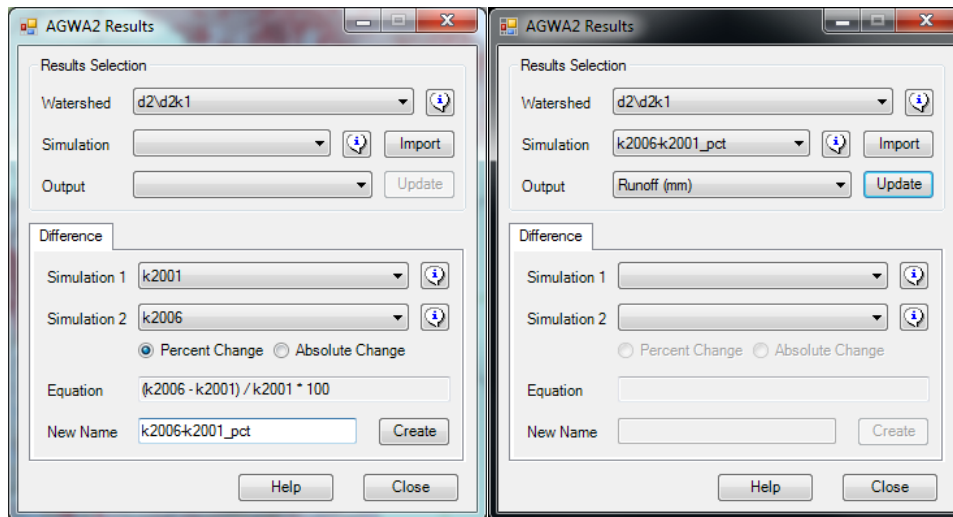 AGWA2 Results
Results Selection
Watershed d2\d2k1
Simulation Import
Output Update
Difference
Simulation 1 k2001
Simulation 2 k2006
Percent Change Absolute Change
Equation (k2006 - k2001) / k2001 * 100
New Name k2006-k2001_pct Create
Help Close
AGWA2 Results
Results Selection
Watershed d2\d2k1
Simulation k2006-k2001_pct Import
Output Runoff (mm) Update
Difference
Simulation 1
Simulation 2
Percent Change Absolute Change
Equation
New Name Create
Help Close